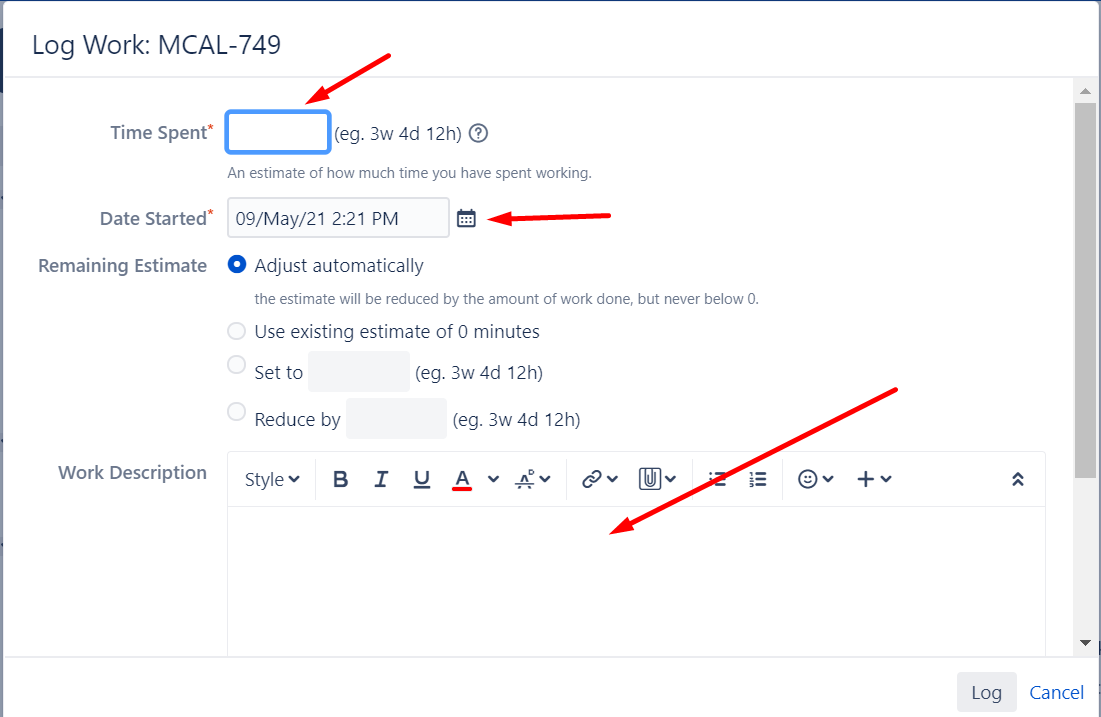 Log Work: MCAL-749
Time Spent* (eg. 3w 4d 12h) ?
An estimate of how much time you have spent working.
Date Started* 09/May/21 2:21 PM
Remaining Estimate Adjust automatically
the estimate will be reduced by the amount of work done, but never below 0.
Use existing estimate of 0 minutes
Set to (eg. 3w 4d 12h)
Reduce by (eg. 3w 4d 12h)
Work Description Style B I U A
Log Cancel